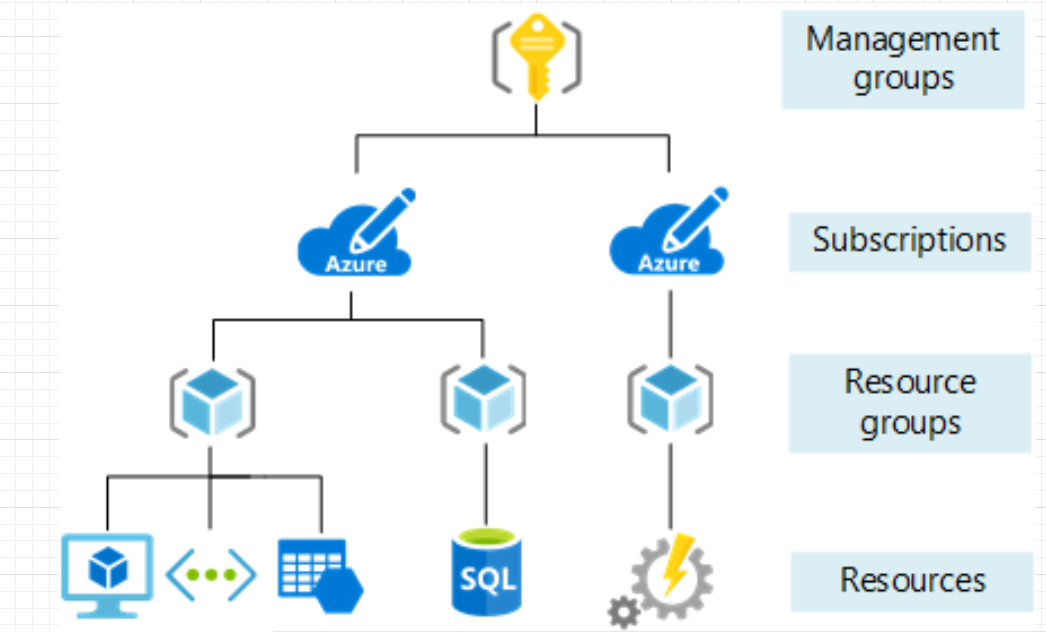 Management
groups
Azure
Azure
Subscriptions
Resource
groups
SQL
Resources